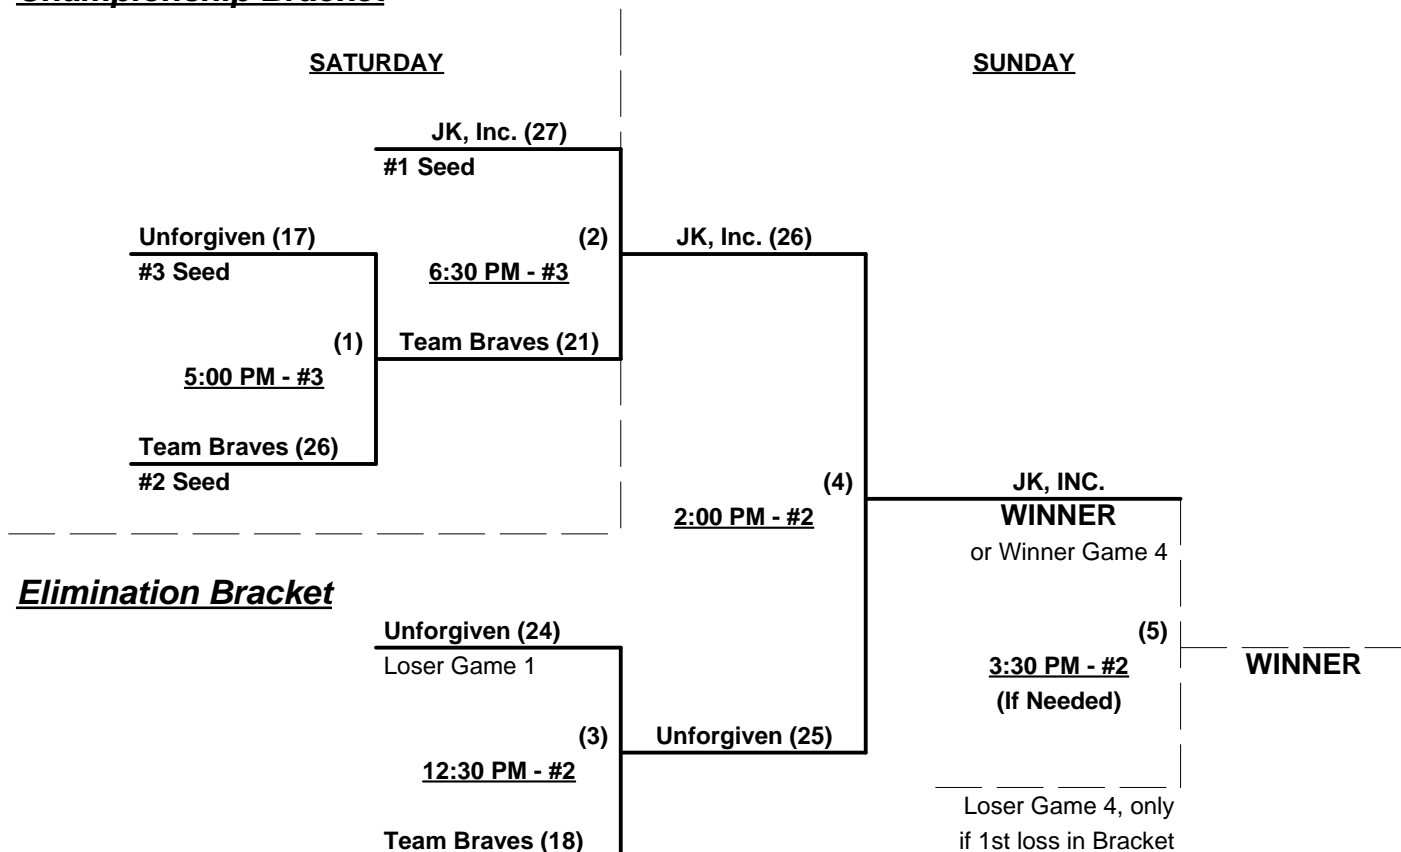 Championship Bracket
SATURDAY
SUNDAY
JK, Inc. (27)
#1 Seed
Unforgiven (17)
(2)
JK, Inc. (26)
#3 Seed
6:30 PM - #3
(1)
Team Braves (21)
5:00 PM - #3
Team Braves (26)
#2 Seed
(4)
JK, INC.
2:00 PM - #2
WINNER
or Winner Game 4
Elimination Bracket
Unforgiven (24)
(5)
Loser Game 1
3:30 PM - #2
WINNER
(If Needed)
(3)
Unforgiven (25)
12:30 PM - #2
Loser Game 4, only
Team Braves (18)
if 1st loss in Bracket